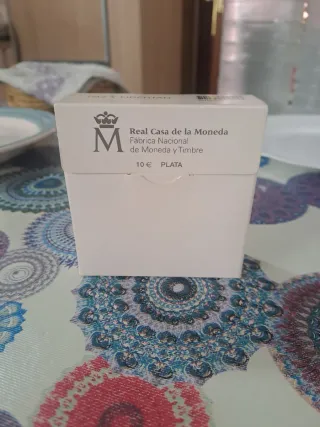 M
Real Casa de la Moneda
Fábrica Nacional
de Moneda y Timbre
10 € PLATA